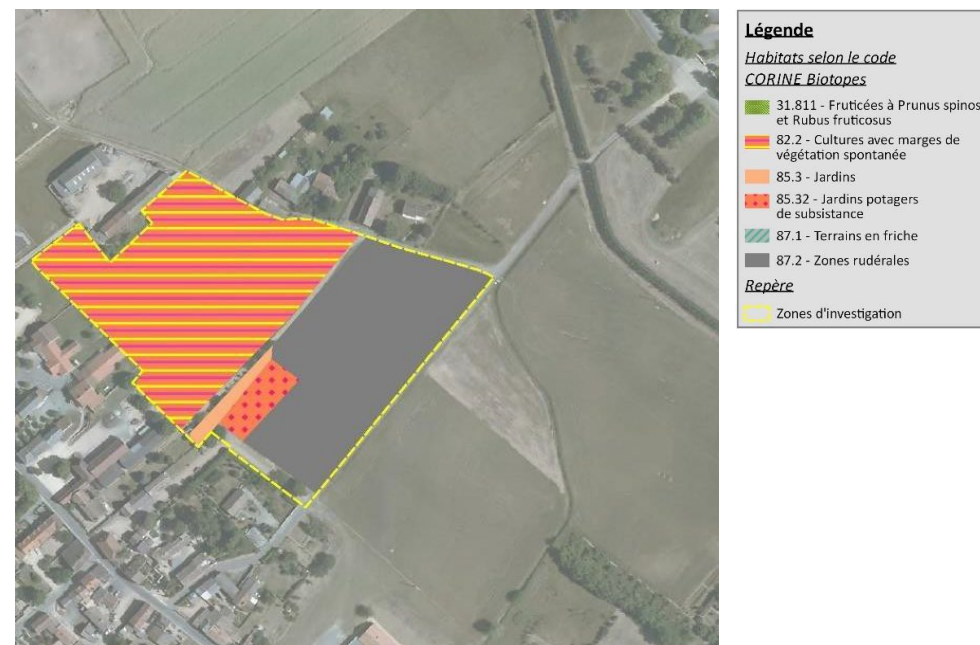 Légende
Habitats selon le code
CORINE Biotopes
31.811 - Fruticées à Prunus spinos
et Rubus fruticosus
82.2 - Cultures avec marges de
végétation spontanée
85.3 - Jardins
85.32 - Jardins potagers
de subsistance
87.1 - Terrains en friche
87.2 - Zones rudérales
Repère
Zones d'investigation